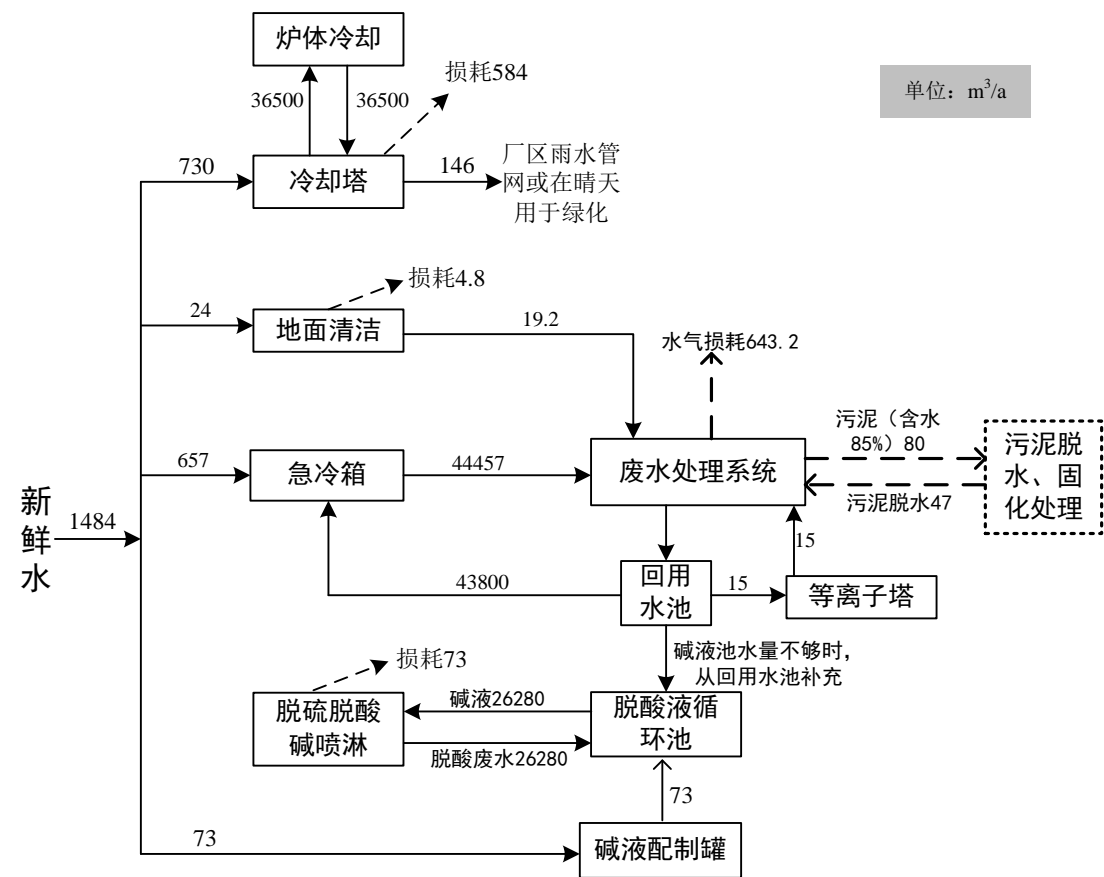 炉体冷却
损耗584
单位：m³/a
36500
36500
730
冷却塔
146
厂区雨水管
网或在晴天
用于绿化
损耗4.8
24
地面清洁
19.2
水气损耗643.2
污泥（含水
85%）80
污泥脱
水、固
化处理
657
急冷箱
44457
废水处理系统
污泥脱水47
新
鲜
水
1484
15
43800
回用
水池
15
等离子塔
碱液池水量不够时，
从回用水池补充
损耗73
脱硫脱酸
碱喷淋
碱液26280
脱酸废水26280
脱酸液循
环池
73
73
碱液配制罐